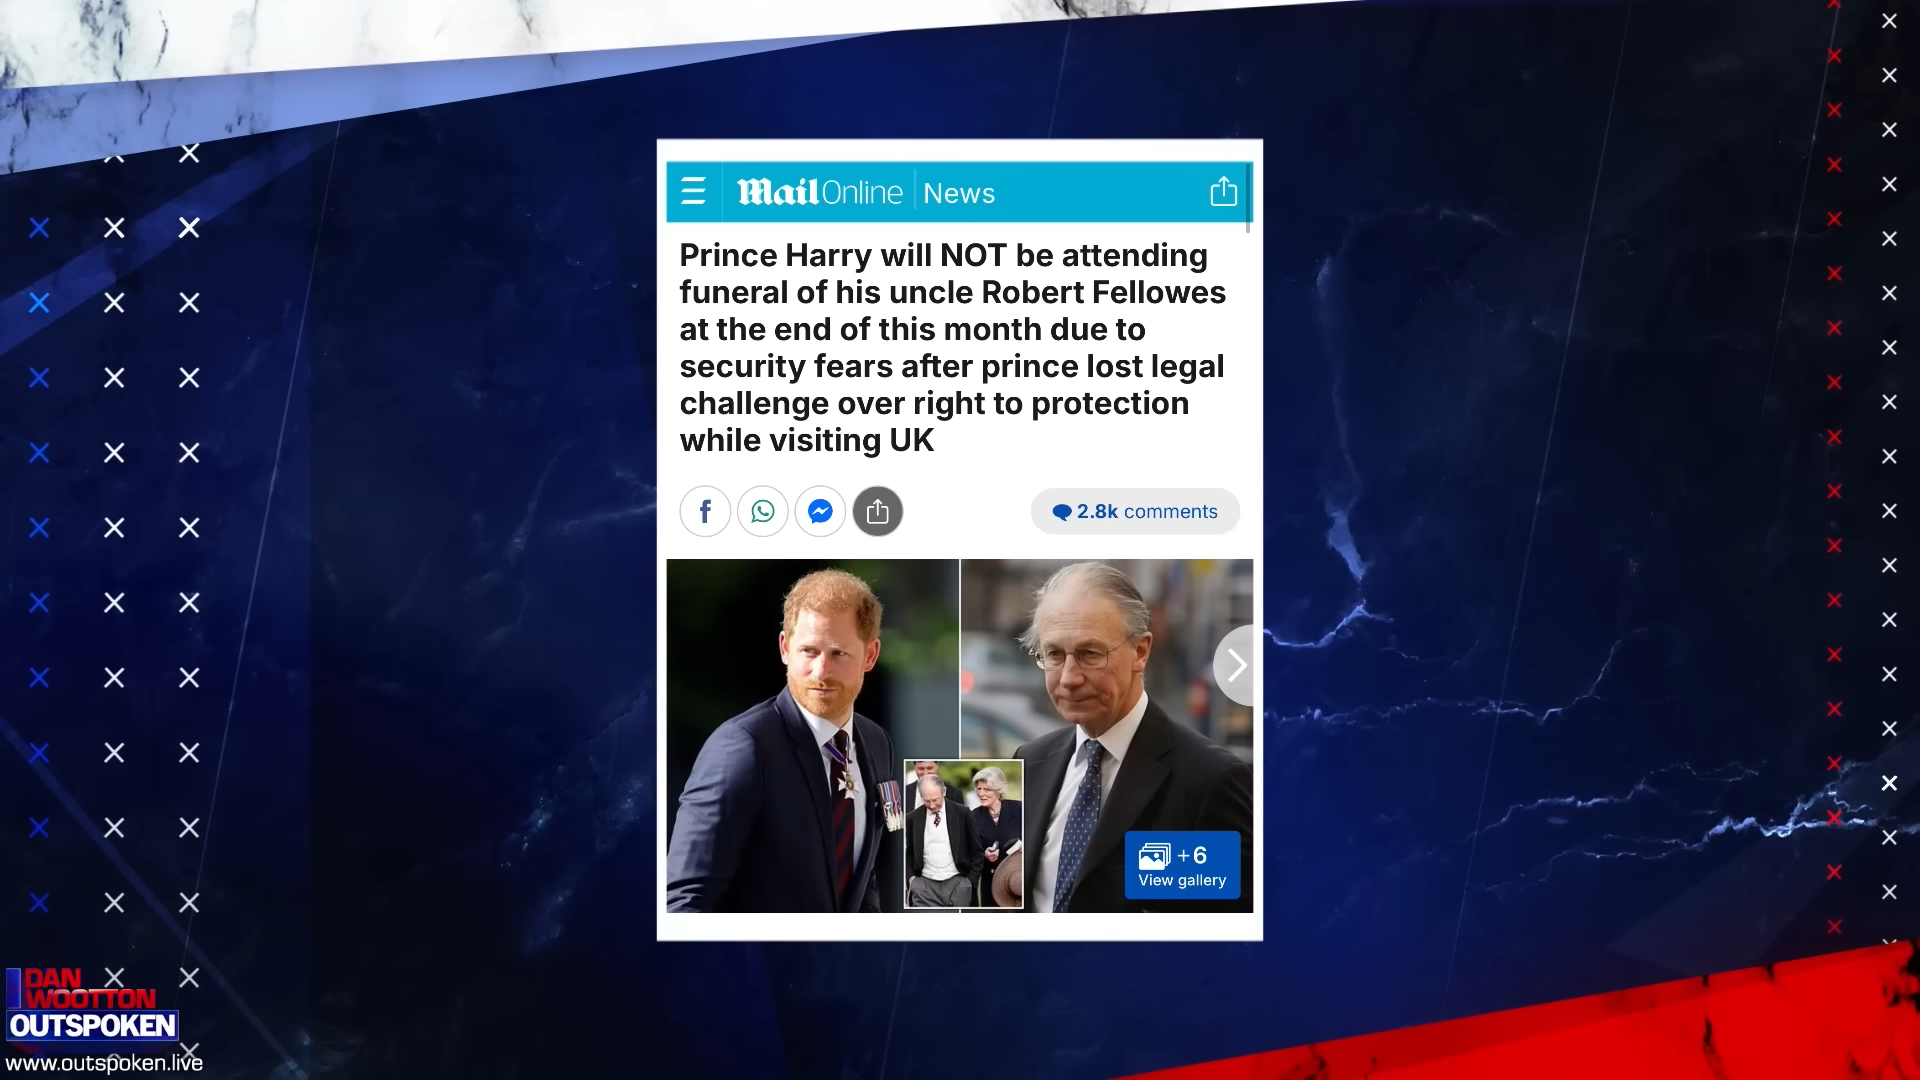 Mail Online News
Prince Harry will NOT be attending
funeral of his uncle Robert Fellowes
at the end of this month due to
security fears after prince lost legal
challenge over right to protection
while visiting UK
2.8k comments
+6
View gallery
DAN
WOOTTON
OUTSPOKEN
www.outspoken.live